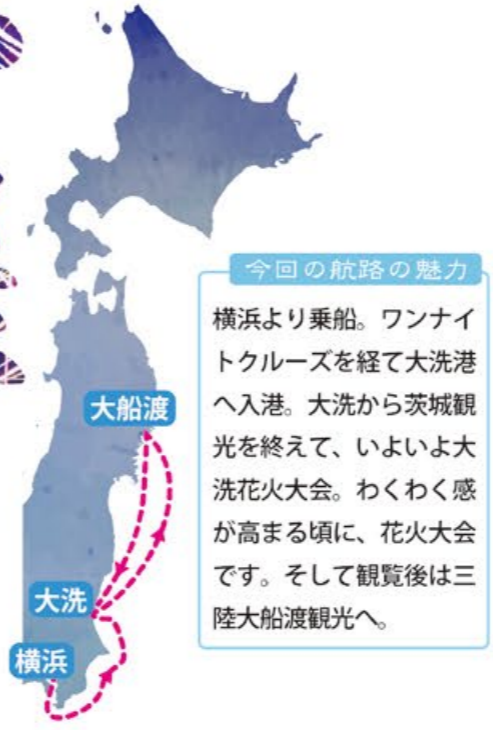 今回の航路の魅力
横浜より乗船。ワンナイ
トクルーズを経て大洗港
へ入港。大洗から茨城観
光を終えて、いよいよ大
洗花火大会。わくわく感
が高まる頃に、花火大会
です。そして観覧後は三
陸大船渡観光へ。
大船渡
大洗
横浜